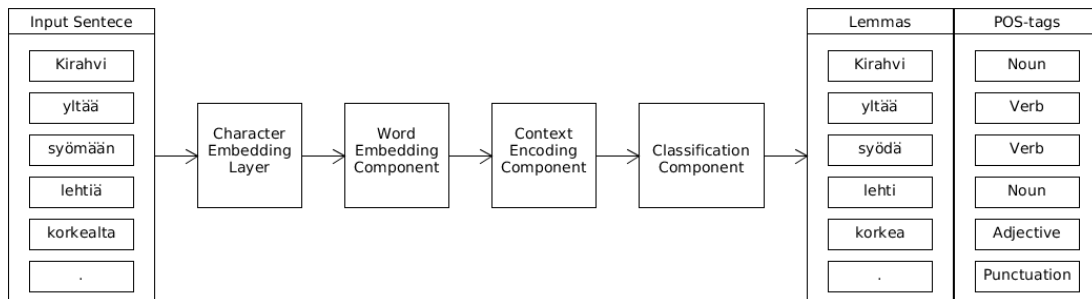 Input Sentece
Kirahvi
yltää
syömään
lehtiä
korkealta
.
Character
Embedding
Layer
Word
Embedding
Component
Context
Encoding
Component
Classification
Component
Lemmas
Kirahvi
yltää
syödä
lehti
korkea
.
POS-tags
Noun
Verb
Verb
Noun
Adjective
Punctuation